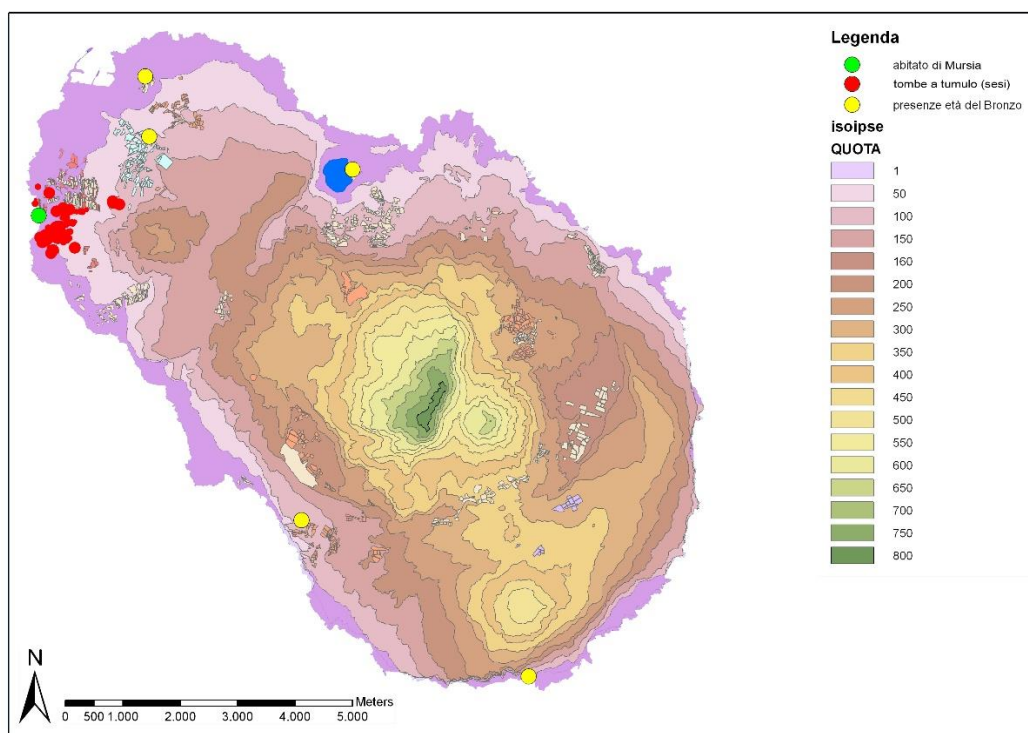 Legenda
abitato di Mursia
tombe a tumulo (sesi)
presenze età del Bronzo
isoipse
QUOTA
1
50
100
150
160
200
250
300
350
400
450
500
550
600
650
700
750
800
N
Meters
0 500 1.000 2.000 3.000 4.000 5.000